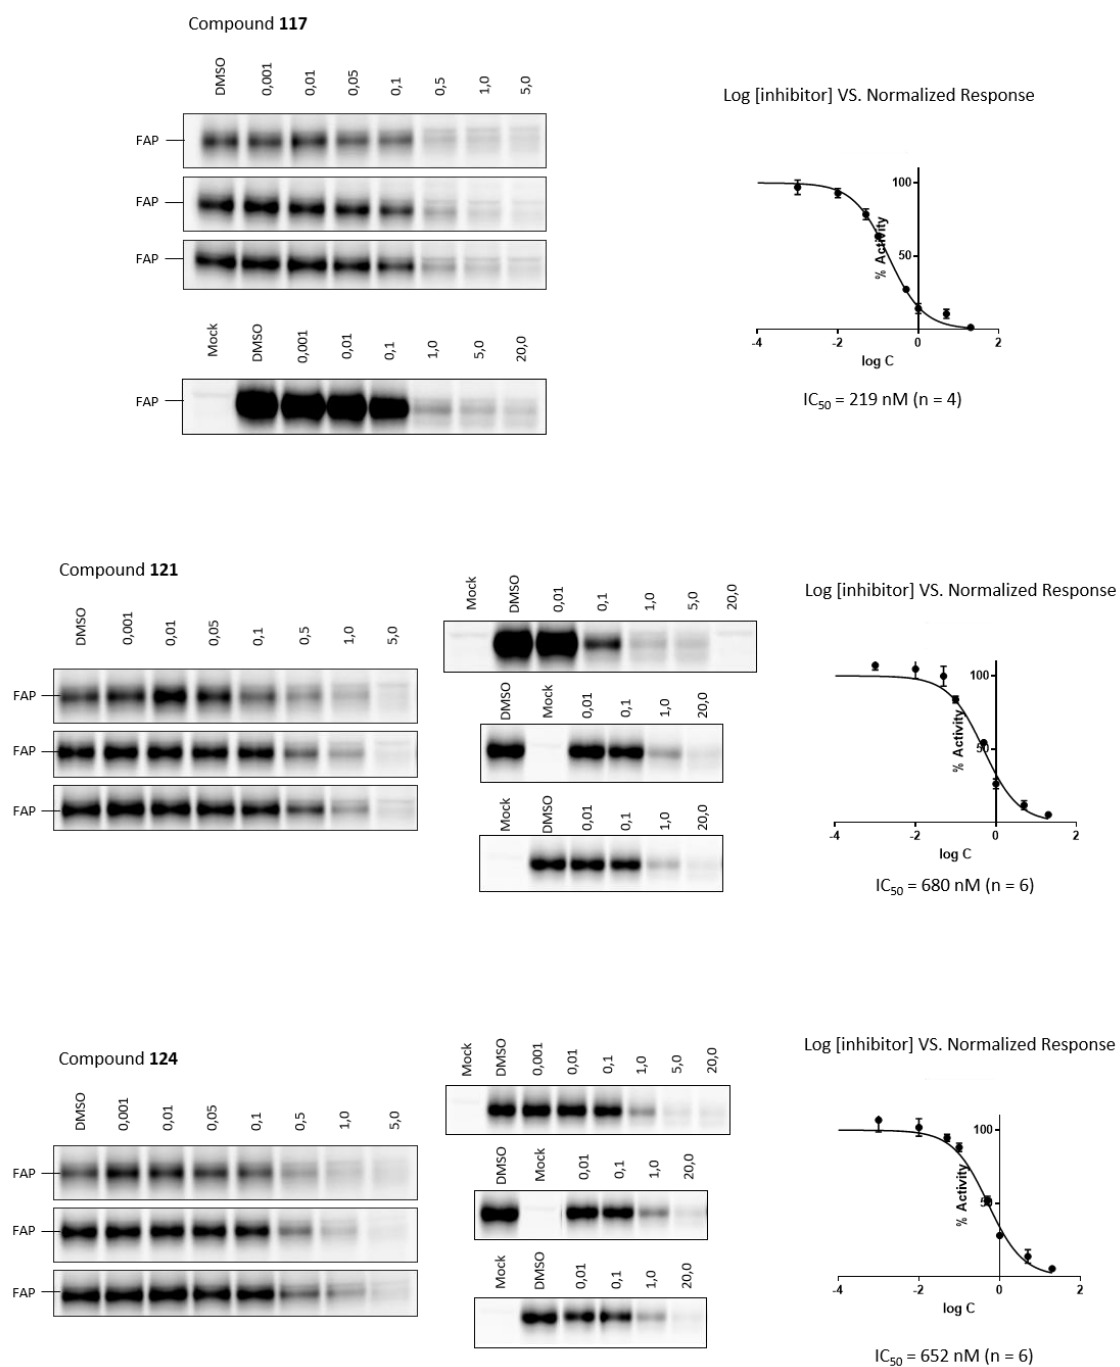 Compound 117
DMSO 0,001 0,01 0,05 0,1 0,5 1,0 5,0
FAP
FAP
FAP
Mock DMSO 0,001 0,01 0,1 1,0 5,0 20,0
FAP
Log [inhibitor] VS. Normalized Response
100
50
% Activity
-4 -2 0 2
log C
IC50 = 219 nM (n = 4)
Compound 121
DMSO 0,001 0,01 0,05 0,1 0,5 1,0 5,0
FAP
FAP
FAP
Mock DMSO 0,01 0,1 1,0 5,0 20,0
DMSO Mock 0,01 0,1 1,0 20,0
Mock DMSO 0,01 0,1 1,0 20,0
Log [inhibitor] VS. Normalized Response
100
50
% Activity
-4 -2 0 2
log C
IC50 = 680 nM (n = 6)
Compound 124
DMSO 0,001 0,01 0,05 0,1 0,5 1,0 5,0
FAP
FAP
FAP
Mock DMSO 0,001 0,01 0,1 1,0 5,0 20,0
DMSO Mock 0,01 0,1 1,0 20,0
Mock DMSO 0,01 0,1 1,0 20,0
Log [inhibitor] VS. Normalized Response
100
50
% Activity
-4 -2 0 2
log C
IC50 = 652 nM (n = 6)